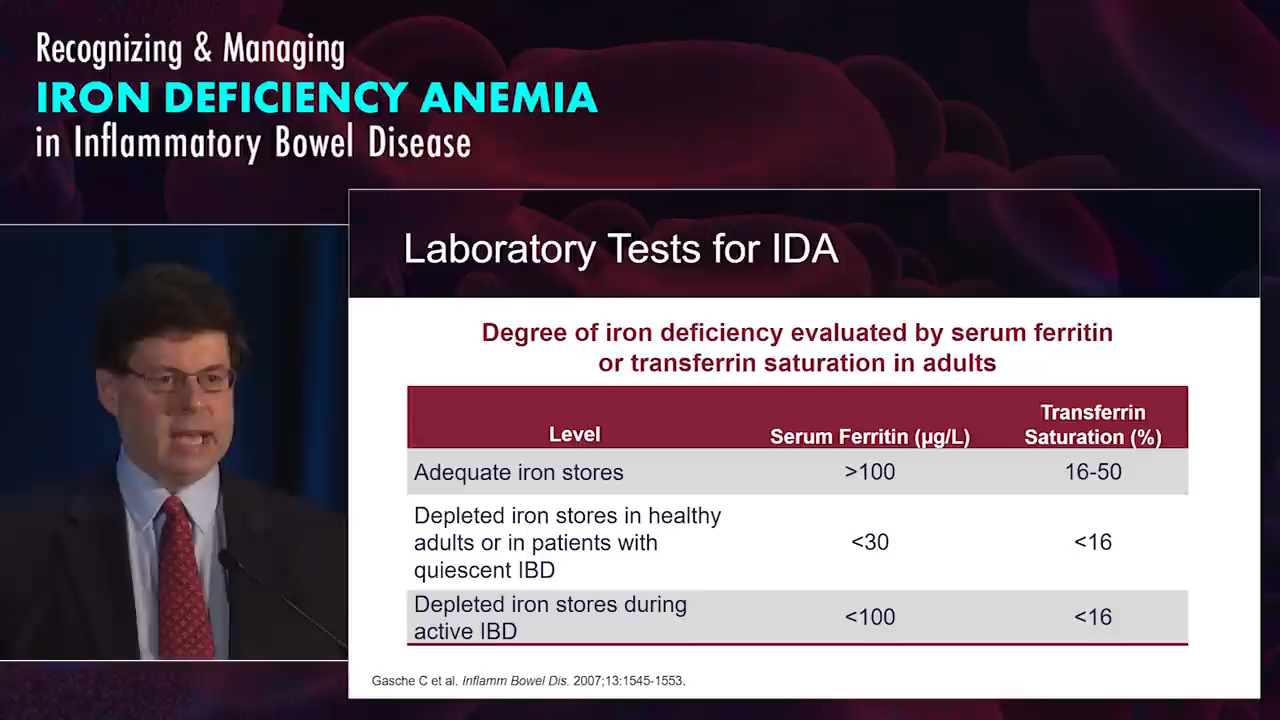 Recognizing & Managing
IRON DEFICIENCY ANEMIA
in Inflammatory Bowel Disease
Laboratory Tests for IDA
Degree of iron deficiency evaluated by serum ferritin
or transferrin saturation in adults
Level Serum Ferritin (µg/L) Transferrin Saturation (%)
Adequate iron stores >100 16-50
Depleted iron stores in healthy
adults or in patients with
quiescent IBD <30 <16
Depleted iron stores during
active IBD <100 <16
Gasche C et al. Inflamm Bowel Dis. 2007;13:1545-1553.